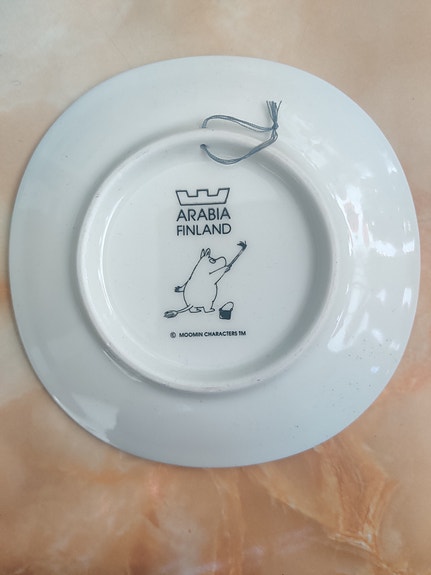 ARABIA
FINLAND
© MOOMIN CHARACTERS TM